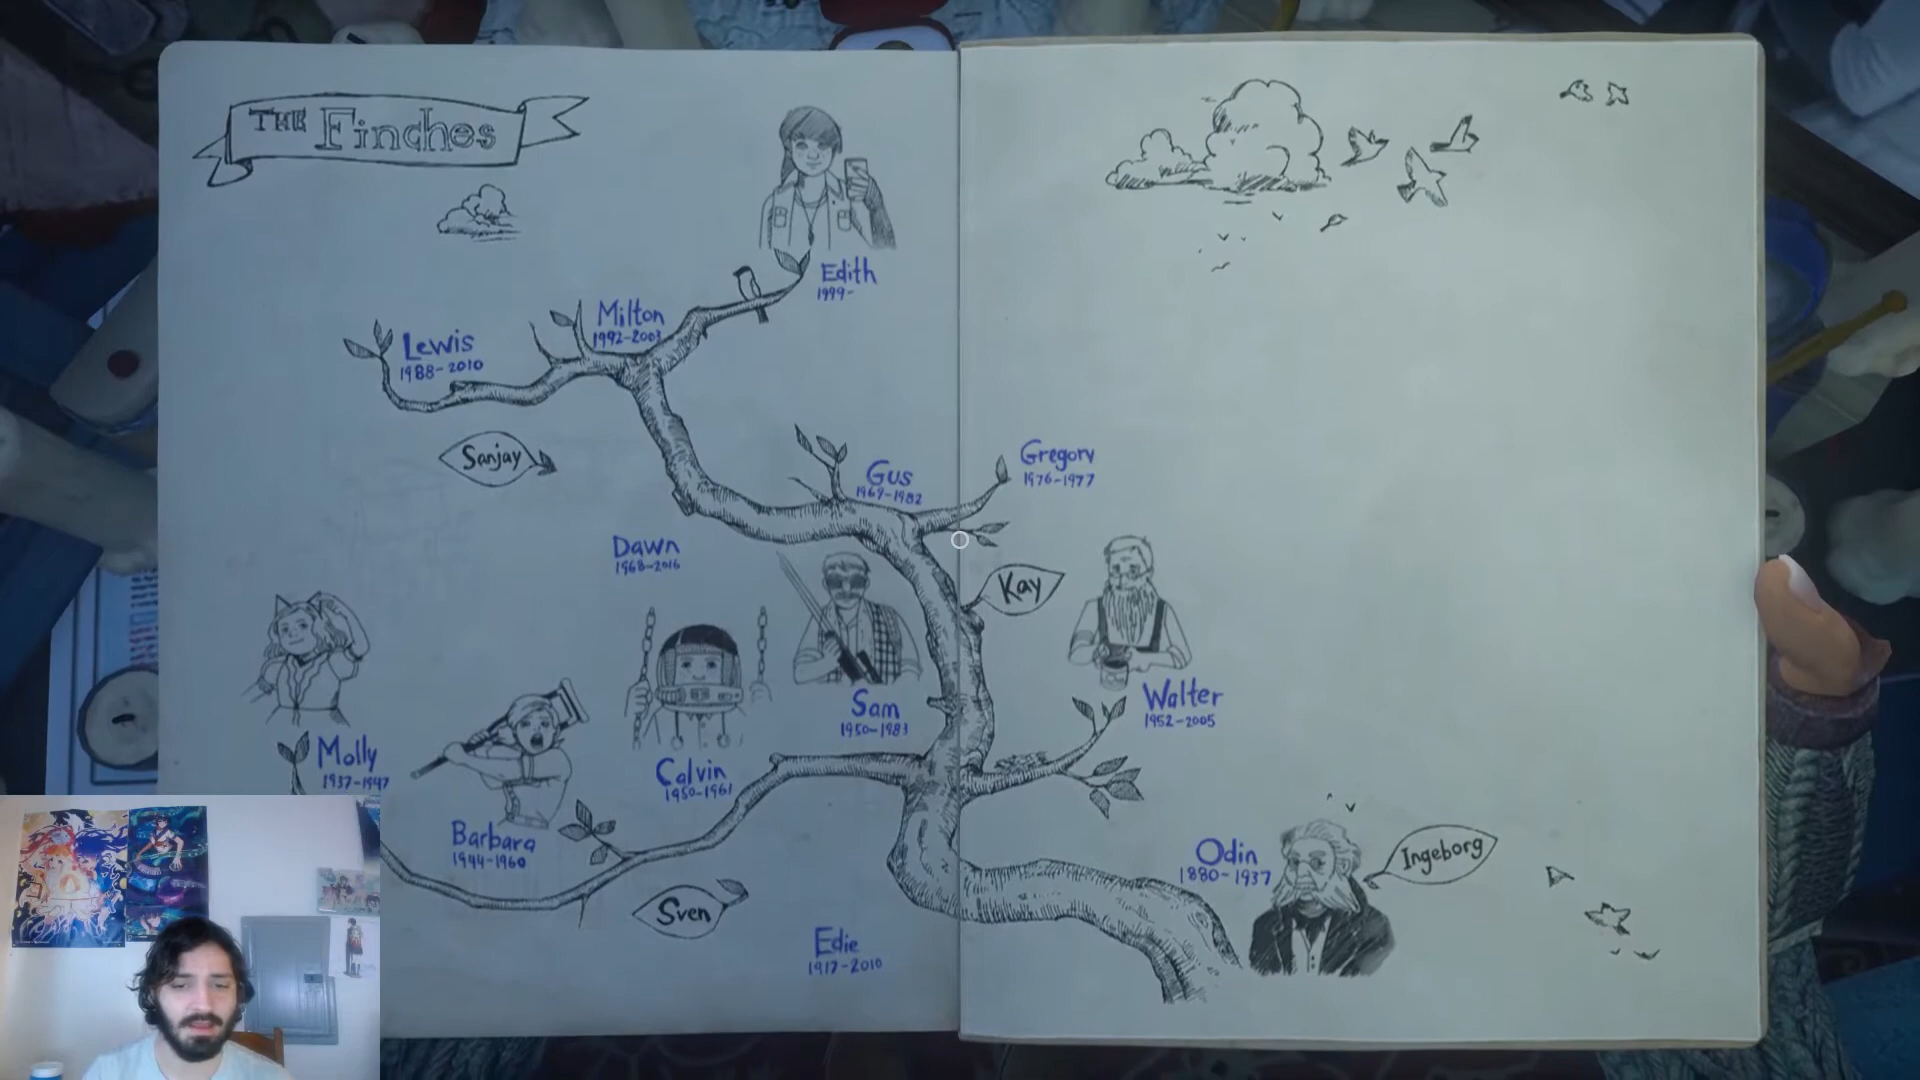 THE Finches
Edith
1999-
Milton
1992-2003
Lewis
1988-2010
Sanjay
Gregory
1976-1977
Gus
1969-1982
Dawn
1968-2016
Kay
Walter
1952-2005
Sam
1950-1983
Calvin
1950-1961
Molly
1937-1947
Barbara
1944-1960
Odin
1880-1937
Ingeborg
Sven
Edie
1917-2010